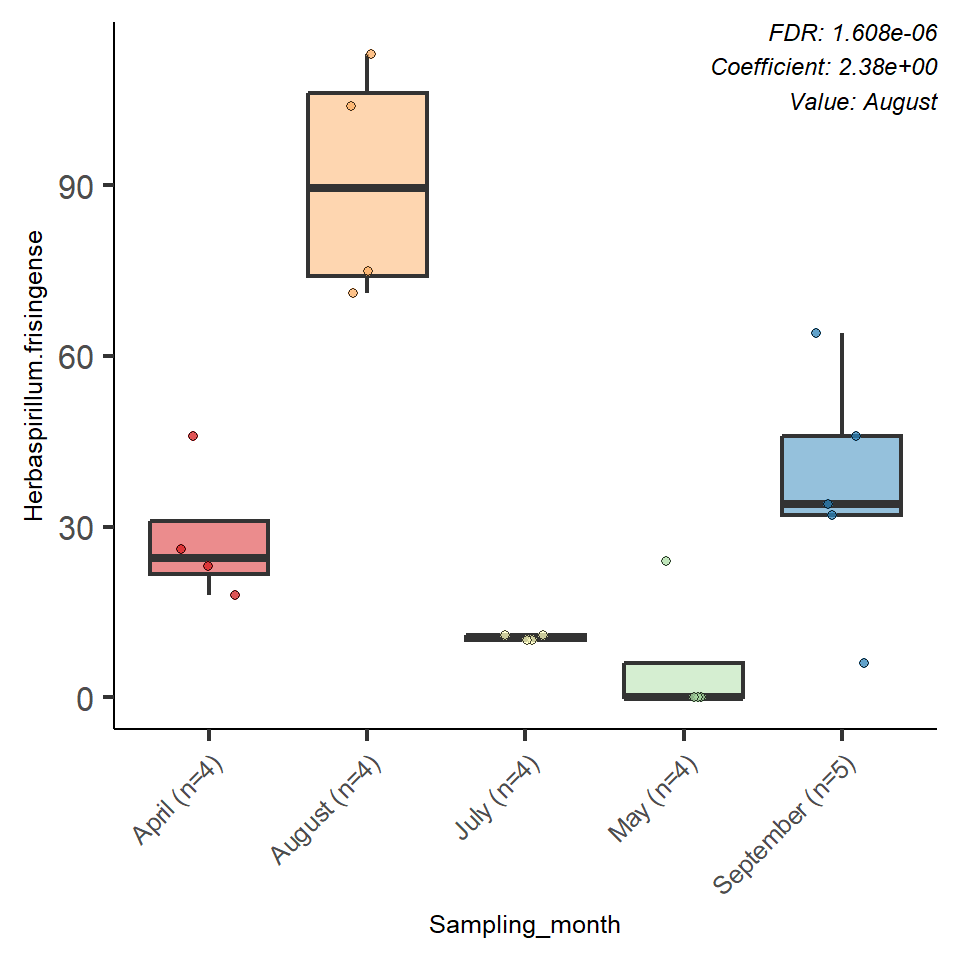 FDR: 1.608e-06
Coefficient: 2.38e+00
Value: August
Herbaspirillum.frisingense
90
60
30
0
April (n=4)
August (n=4)
July (n=4)
May (n=4)
September (n=5)
Sampling_month